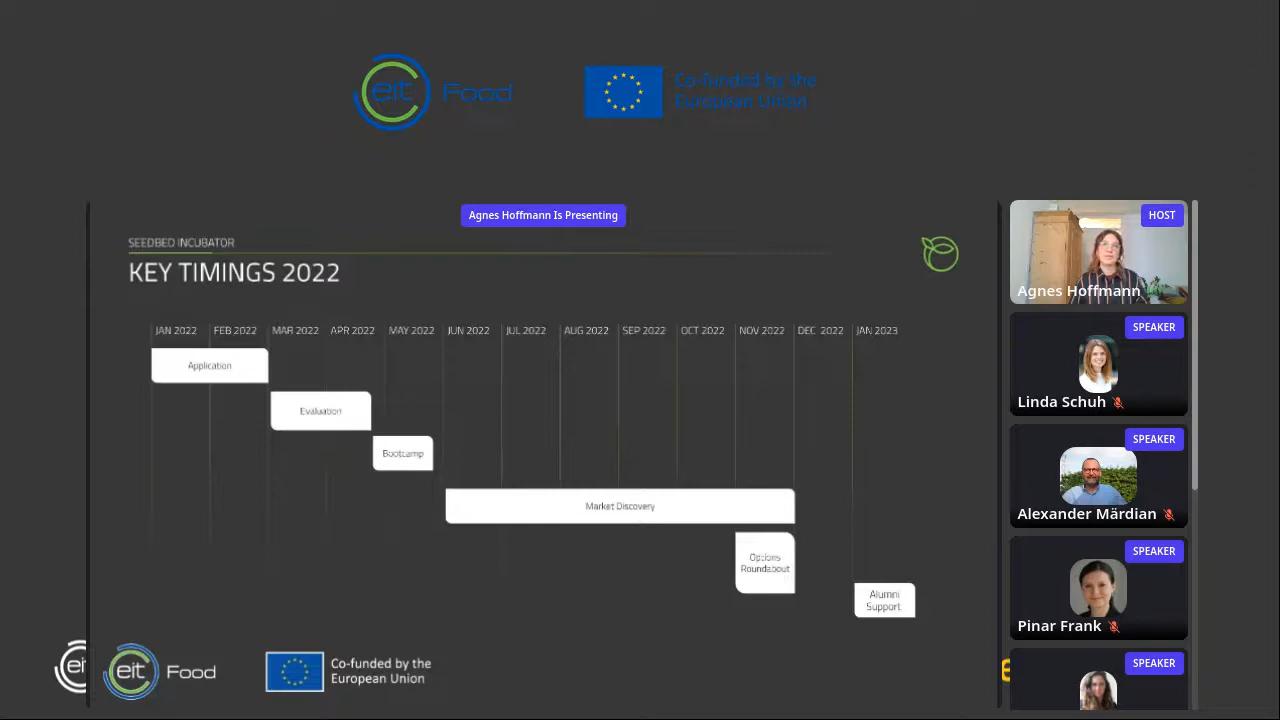 eit Food
Co-funded by the
European Union
Agnes Hoffmann Is Presenting
SEEDBED INCUBATOR
KEY TIMINGS 2022
JAN 2022 FEB 2022 MAR 2022 APR 2022 MAY 2022 JUN 2022 JUL 2022 AUG 2022 SEP 2022 OCT 2022 NOV 2022 DEC 2022 JAN 2023
Application
Evaluation
Bootcamp
Market Discovery
Options
Roundabout
Alumni
Support
eit Food
Co-funded by the
European Union
HOST
Agnes Hoffmann
SPEAKER
Linda Schuh
SPEAKER
Alexander Märdian
SPEAKER
Pinar Frank
SPEAKER